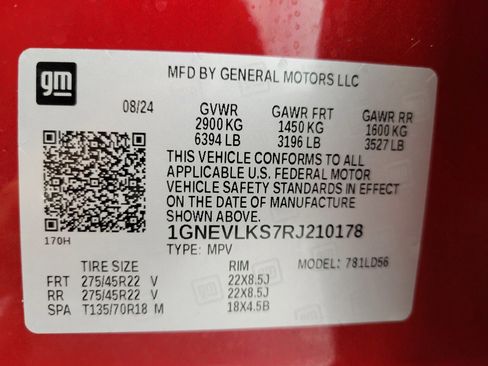 gm
MFD BY GENERAL MOTORS LLC
08/24 GVWR GAWR FRT GAWR RR
2900 KG 1450 KG 1600 KG
6394 LB 3196 LB 3527 LB
THIS VEHICLE CONFORMS TO ALL
APPLICABLE U.S. FEDERAL MOTOR
VEHICLE SAFETY STANDARDS IN EFFECT
ON THE DATE OF MANUFACTURE
SHOWN ABOVE.
170H 1GNEVLKS7RJ210178
TYPE: MPV MODEL: 781LD56
TIRE SIZE RIM
FRT 275/45R22 V 22X8.5J
RR 275/45R22 V 22X8.5J
SPA T135/70R18 M 18X4.5B